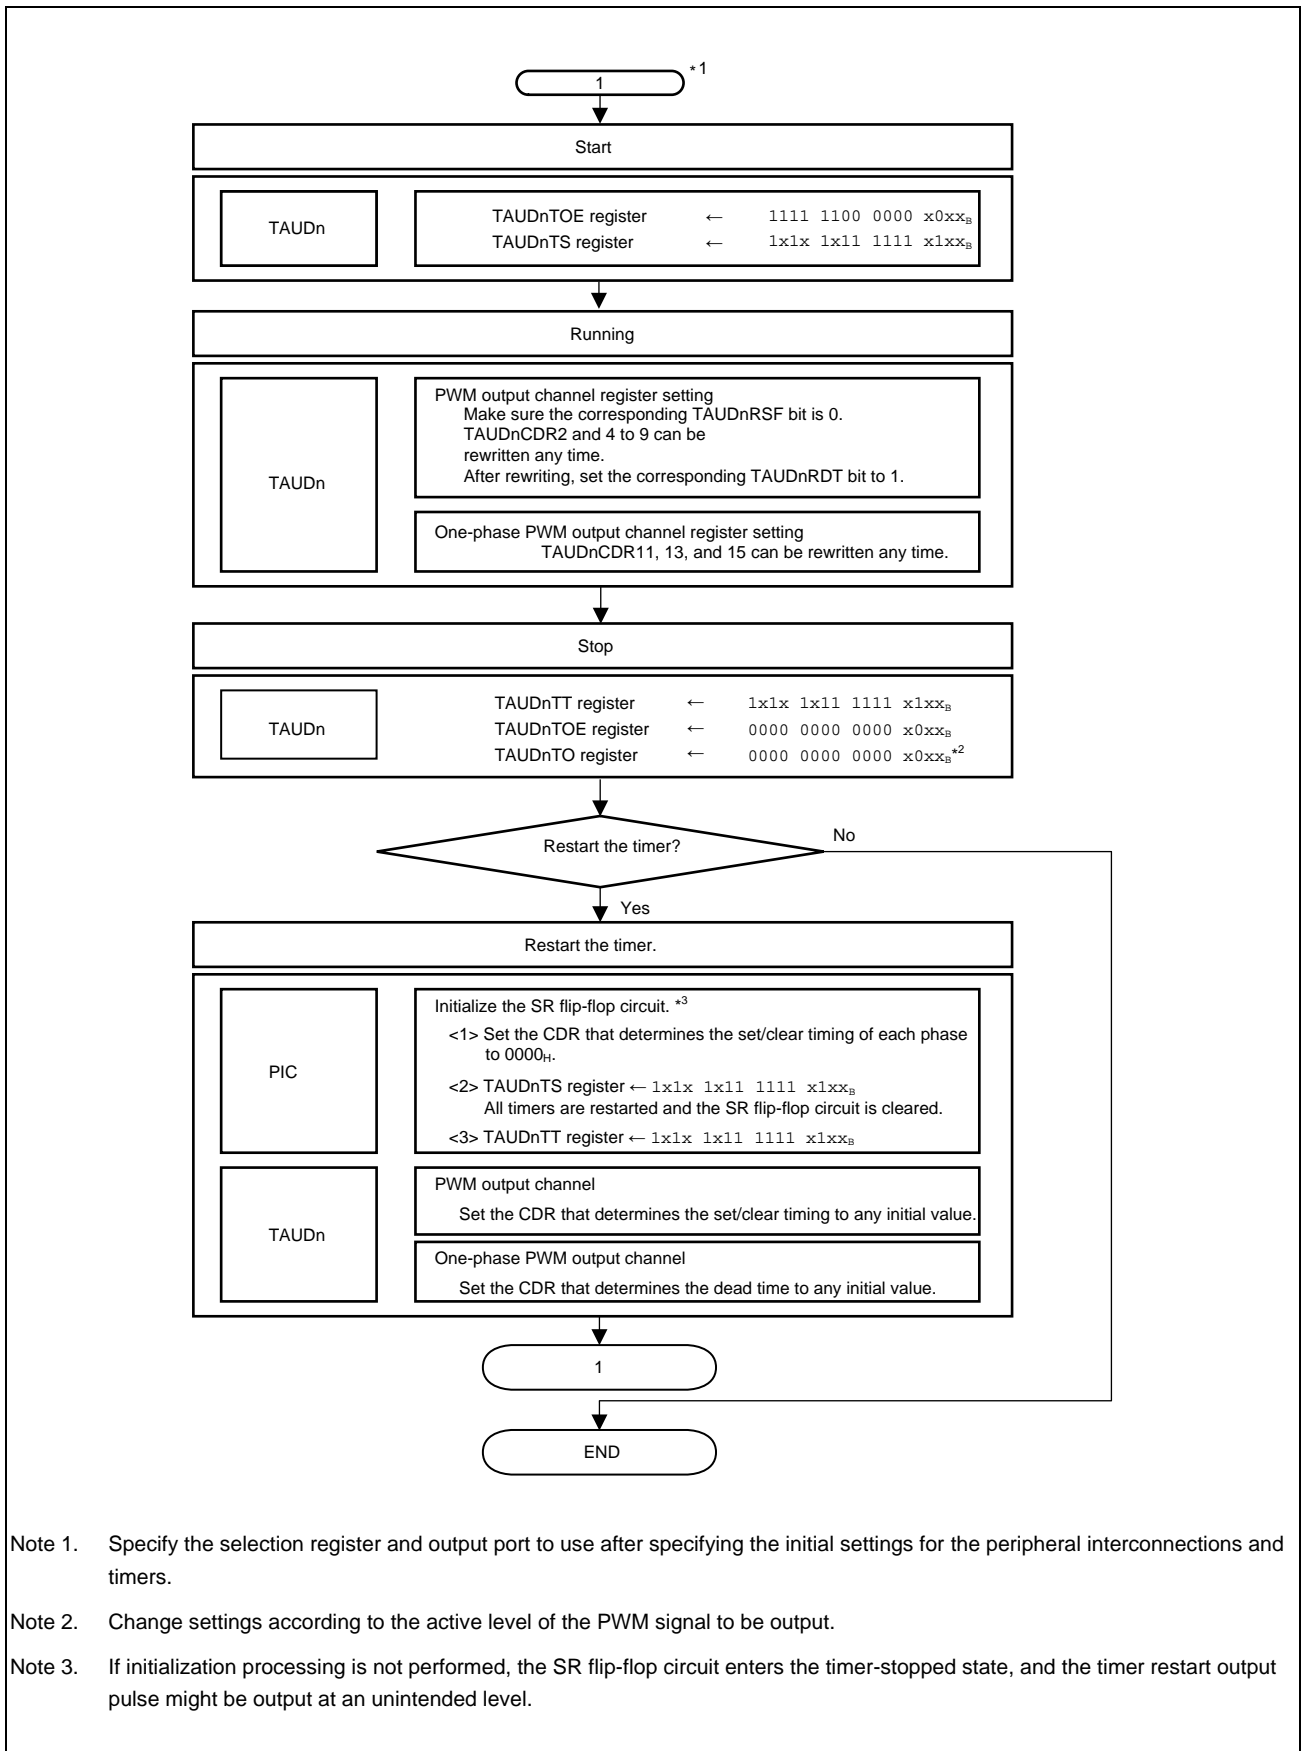 1 *1
Start
TAUDn
TAUDnTOE register ← 1111 1100 0000 x0xxB
TAUDnTS register ← 1x1x 1x11 1111 x1xxB
Running
TAUDn
PWM output channel register setting
Make sure the corresponding TAUDnRSF bit is 0.
TAUDnCDR2 and 4 to 9 can be
rewritten any time.
After rewriting, set the corresponding TAUDnRDT bit to 1.
One-phase PWM output channel register setting
TAUDnCDR11, 13, and 15 can be rewritten any time.
Stop
TAUDn
TAUDnTT register ← 1x1x 1x11 1111 x1xxB
TAUDnTOE register ← 0000 0000 0000 x0xxB
TAUDnTO register ← 0000 0000 0000 x0xxB*2
Restart the timer?
No
Yes
Restart the timer.
PIC
Initialize the SR flip-flop circuit. *3
<1> Set the CDR that determines the set/clear timing of each phase
to 0000H.
<2> TAUDnTS register ← 1x1x 1x11 1111 x1xxB
All timers are restarted and the SR flip-flop circuit is cleared.
<3> TAUDnTT register ← 1x1x 1x11 1111 x1xxB
TAUDn
PWM output channel
Set the CDR that determines the set/clear timing to any initial value.
One-phase PWM output channel
Set the CDR that determines the dead time to any initial value.
1
END
Note 1. Specify the selection register and output port to use after specifying the initial settings for the peripheral interconnections and
timers.
Note 2. Change settings according to the active level of the PWM signal to be output.
Note 3. If initialization processing is not performed, the SR flip-flop circuit enters the timer-stopped state, and the timer restart output
pulse might be output at an unintended level.